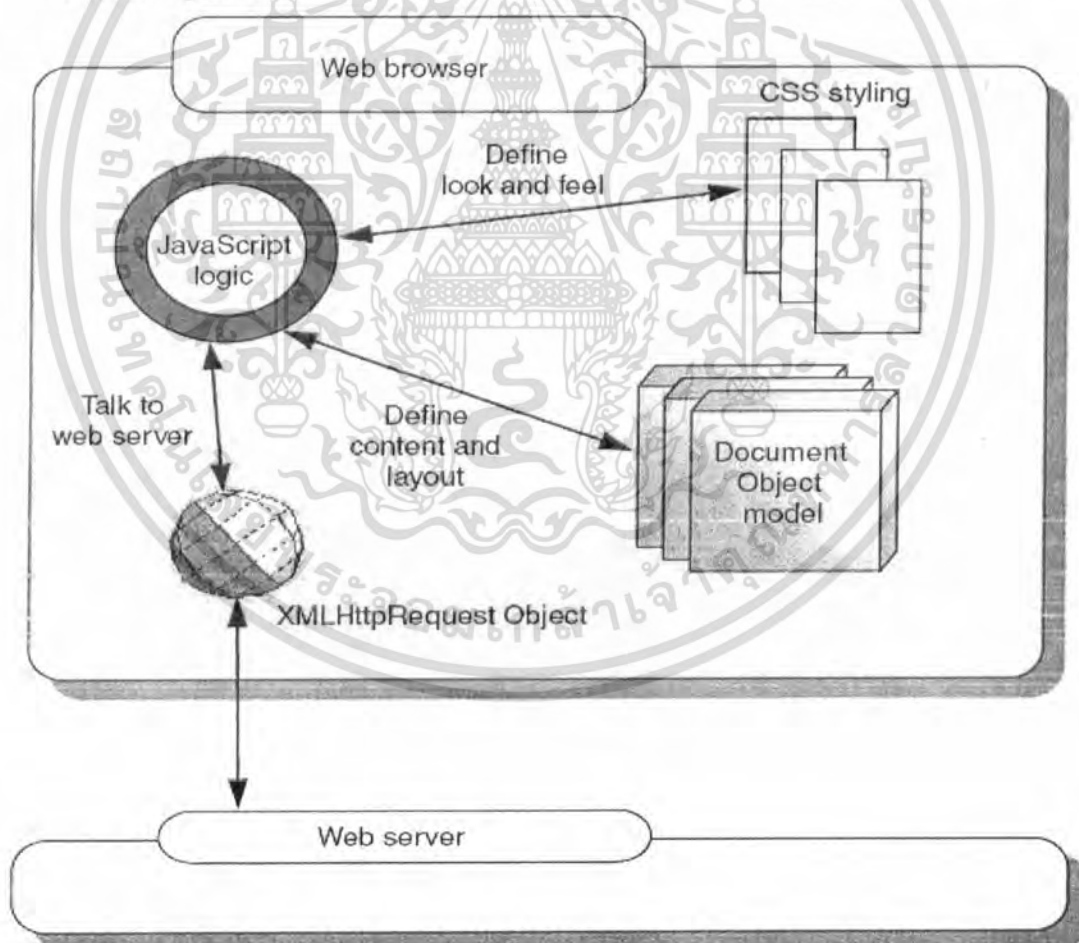 Web browser
CSS styling
Define
look and feel
JavaScript
logic
Talk to
web server
Define
content and
layout
Document
Object
model
XMLHttpRequest Object
Web server